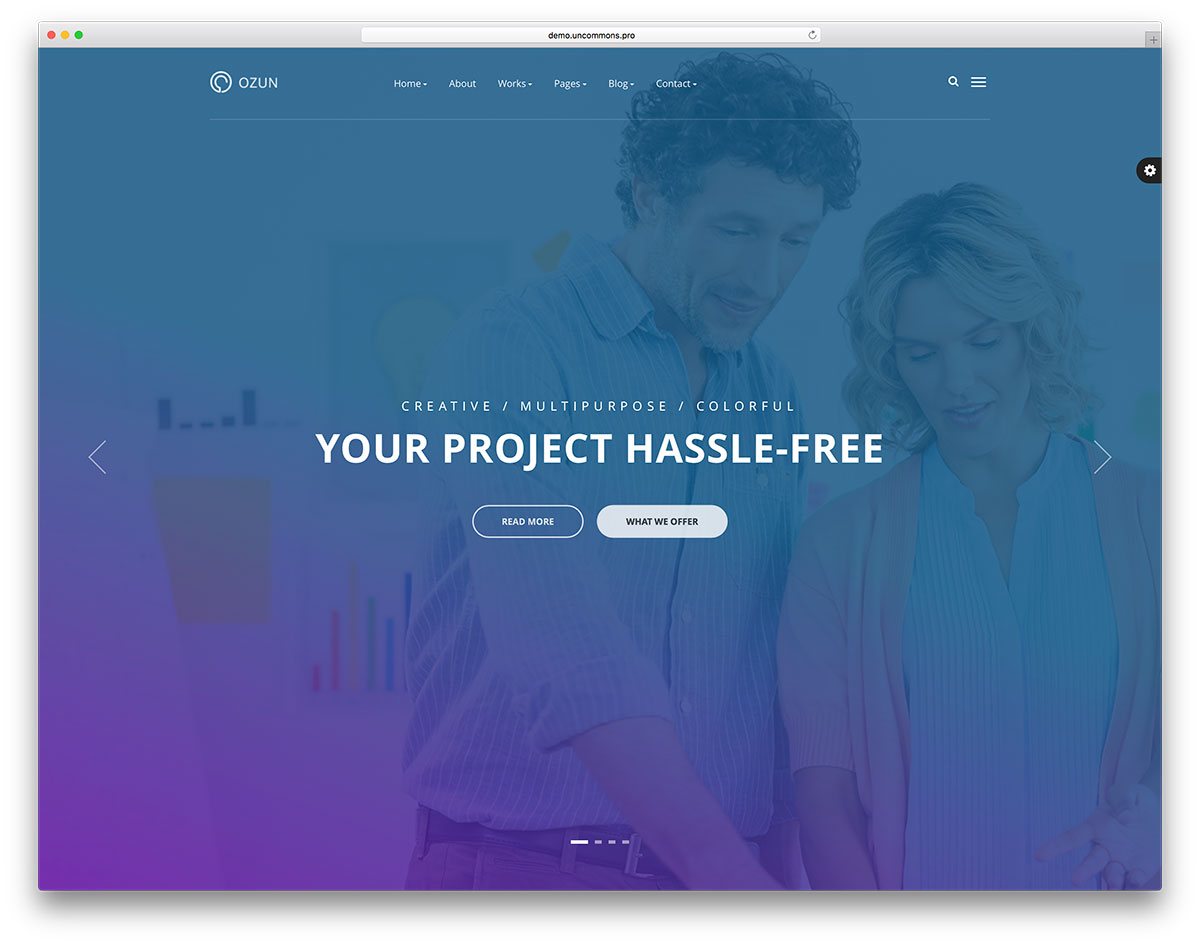 demo.uncommons.pro
OZUN
Home About Works Pages Blog Contact
CREATIVE / MULTIPURPOSE / COLORFUL
YOUR PROJECT HASSLE-FREE
READ MORE WHAT WE OFFER